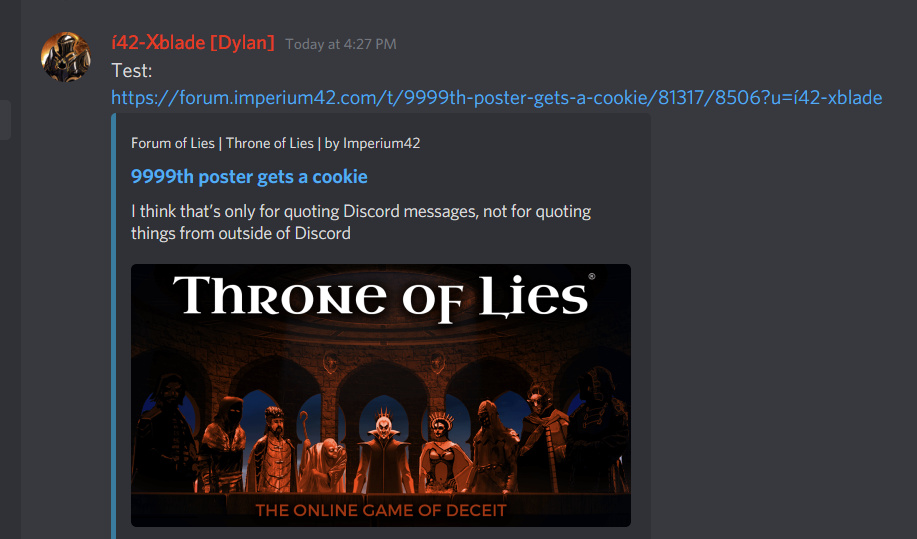 í42-Xblade [Dylan] Today at 4:27 PM
Test:
https://forum.imperium42.com/t/9999th-poster-gets-a-cookie/81317/8506?u=í42-xblade
Forum of Lies | Throne of Lies | by Imperium42
9999th poster gets a cookie
I think that's only for quoting Discord messages, not for quoting
things from outside of Discord
Throne of Lies®
THE ONLINE GAME OF DECEIT